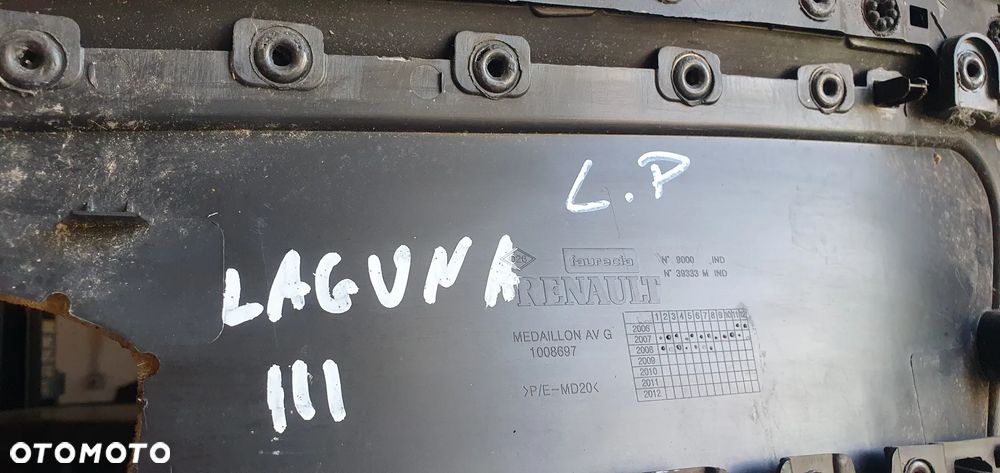 L.P
LAGUNA
III
faurecia
RENAULT
N° 9000 IND
N° 39333 M IND
MEDAILLON AV G
1008697
>P/E-MD20<
1 2 3 4 5 6 7 8 9 10 11 12
2006
2007
2008
2009
2010
2011
2012
OTOMOTO